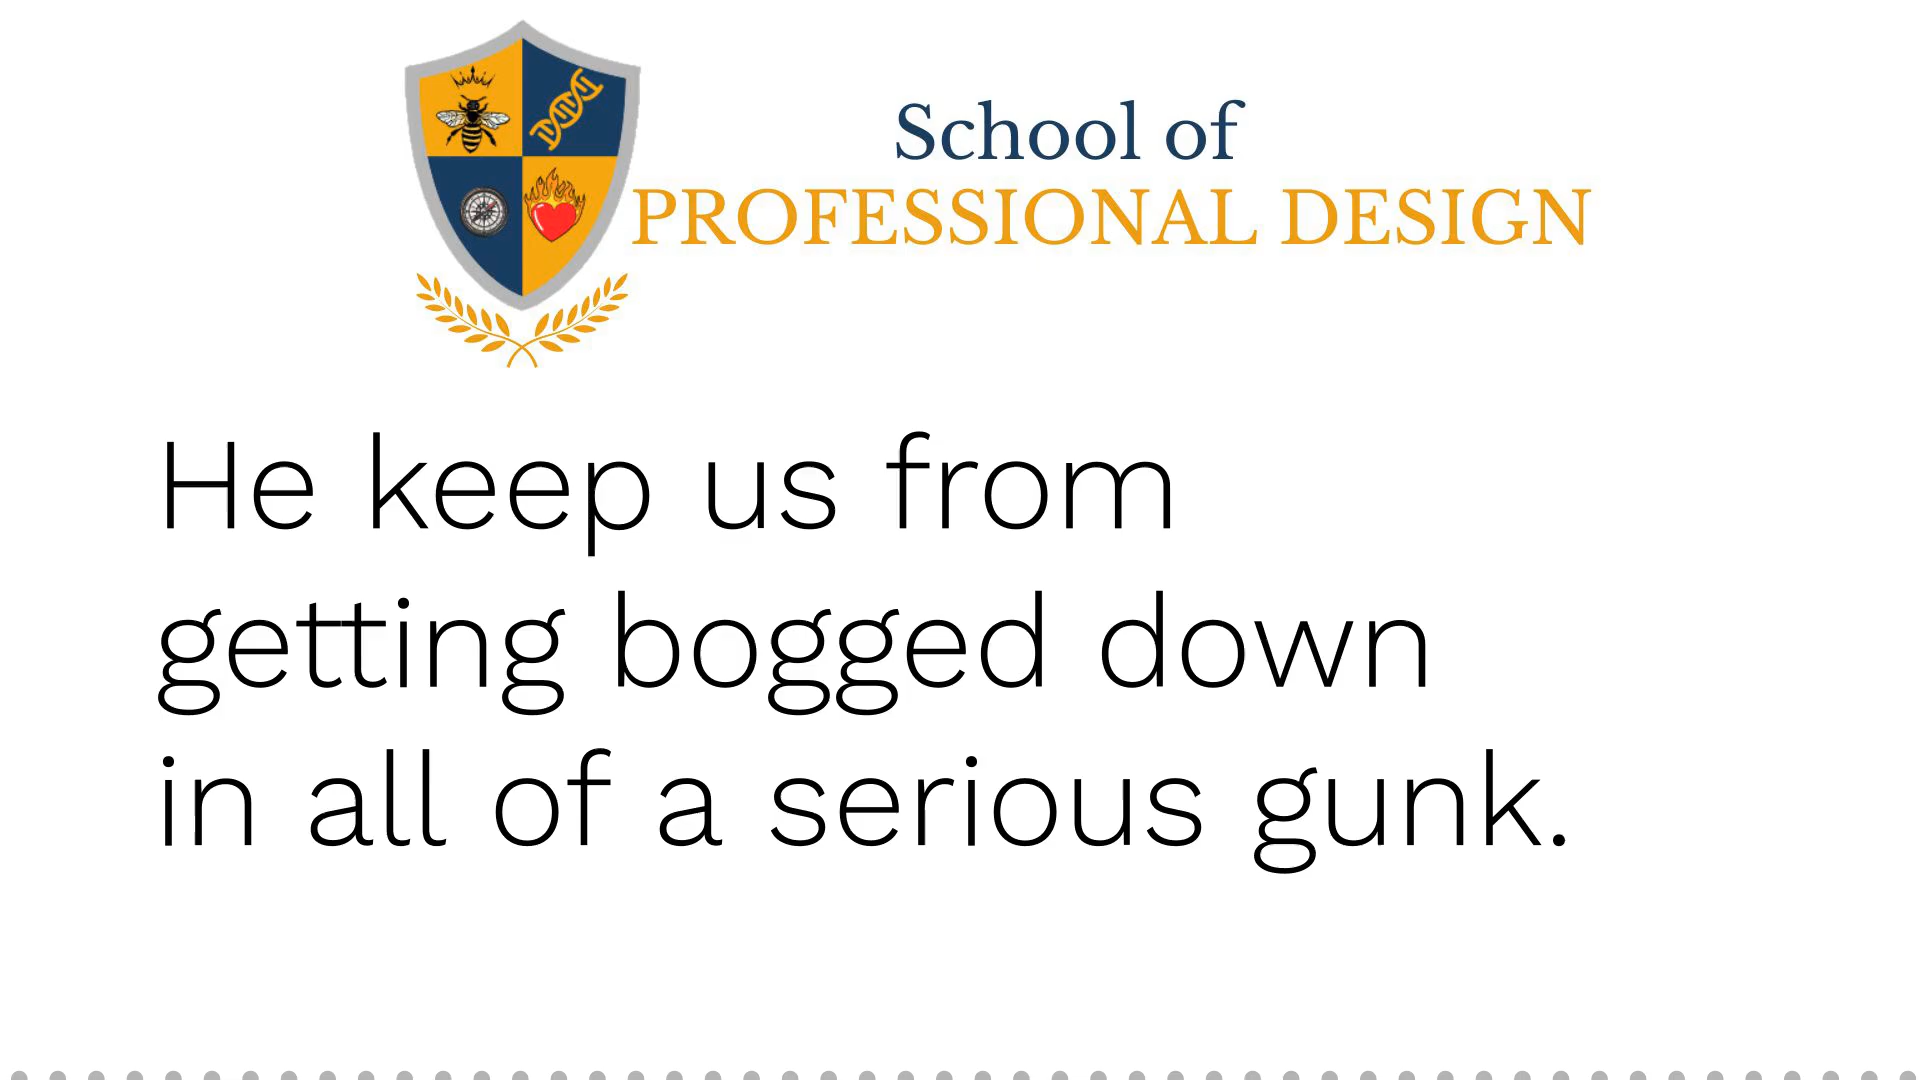 School of
PROFESSIONAL DESIGN
He keep us from
getting bogged down
in all of a serious gunk.